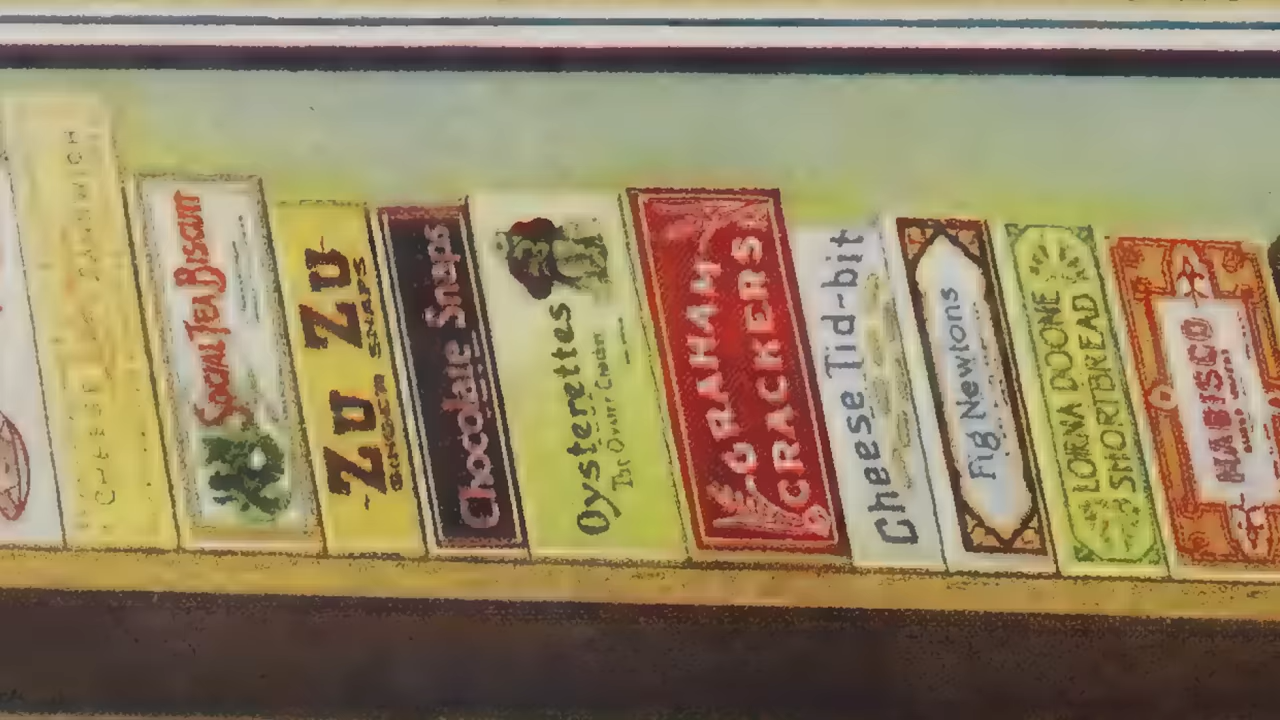 SOCIAL TEA BISCUIT
ZU ZU
GINGER SNAPS
Chocolate Snaps
Oysterettes
The Oyster Cracker
GRAHAM
CRACKERS
Cheese Tid-bit
Fig Newtons
LORNA DOONE
SHORTBREAD
NABISCO